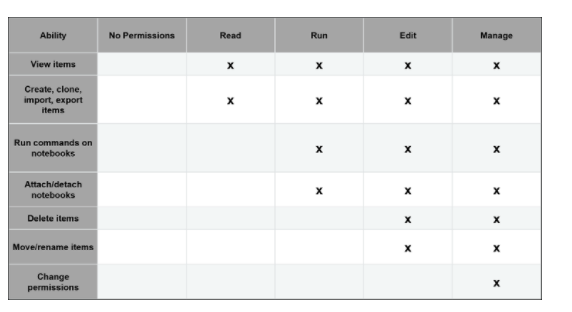 Ability No Permissions Read Run Edit Manage
View items x x x x
Create, clone,
import, export
items x x x x
Run commands on
notebooks x x x
Attach/detach
notebooks x x x
Delete items x x
Move/rename items x x
Change
permissions x